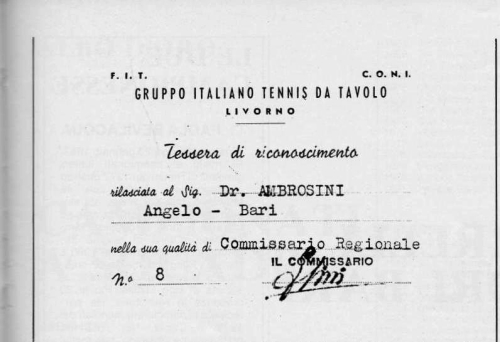 F. I. T. C. O. N. I.
GRUPPO ITALIANO TENNIS DA TAVOLO
LIVORNO
Tessera di riconoscimento
rilasciata al Sig. Dr. AMBROSINI
Angelo - Bari
nella sua qualità di Commissario Regionale
IL COMMISSARIO
N.° 8